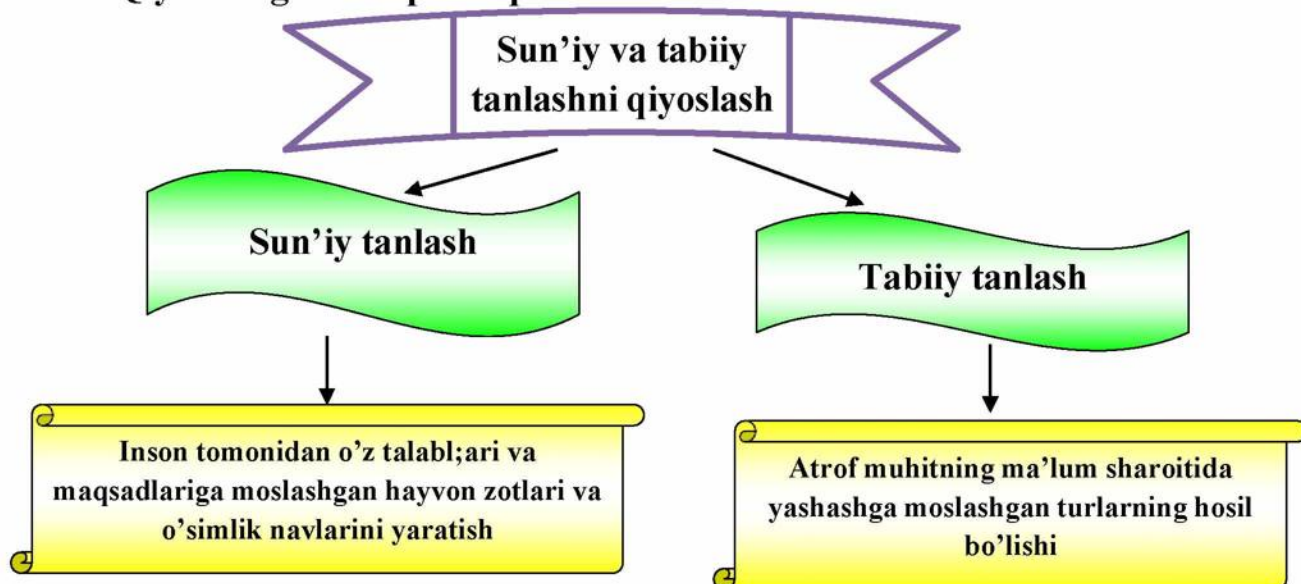 Sun’iy va tabiiy
tanlashni qiyoslash
Sun’iy tanlash
Tabiiy tanlash
Inson tomonidan o’z talabl;ari va
maqsadlariga moslashgan hayvon zotlari va
o’simlik navlarini yaratish
Atrof muhitning ma’lum sharoitida
yashashga moslashgan turlarning hosil
bo’lishi